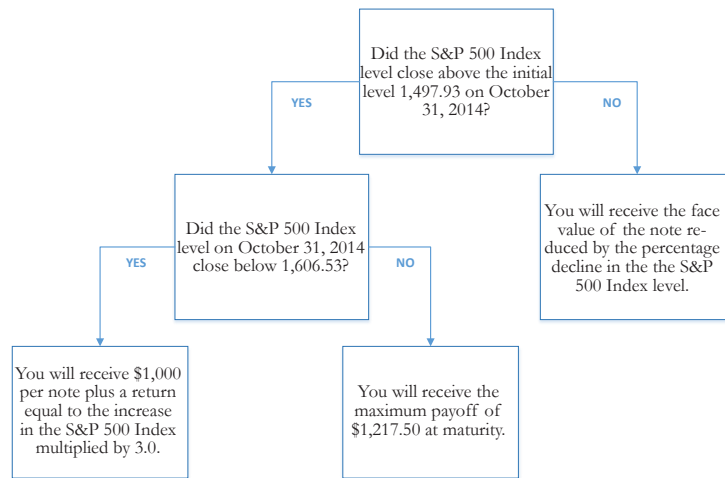 Did the S&P 500 Index
level close above the initial
level 1,497.93 on October
31, 2014?
YES
NO
Did the S&P 500 Index
level on October 31, 2014
close below 1,606.53?
You will receive the face
value of the note re-
duced by the percentage
decline in the the S&P
500 Index level.
YES
NO
You will receive $1,000
per note plus a return
equal to the increase
in the S&P 500 Index
multiplied by 3.0.
You will receive the
maximum payoff of
$1,217.50 at maturity.